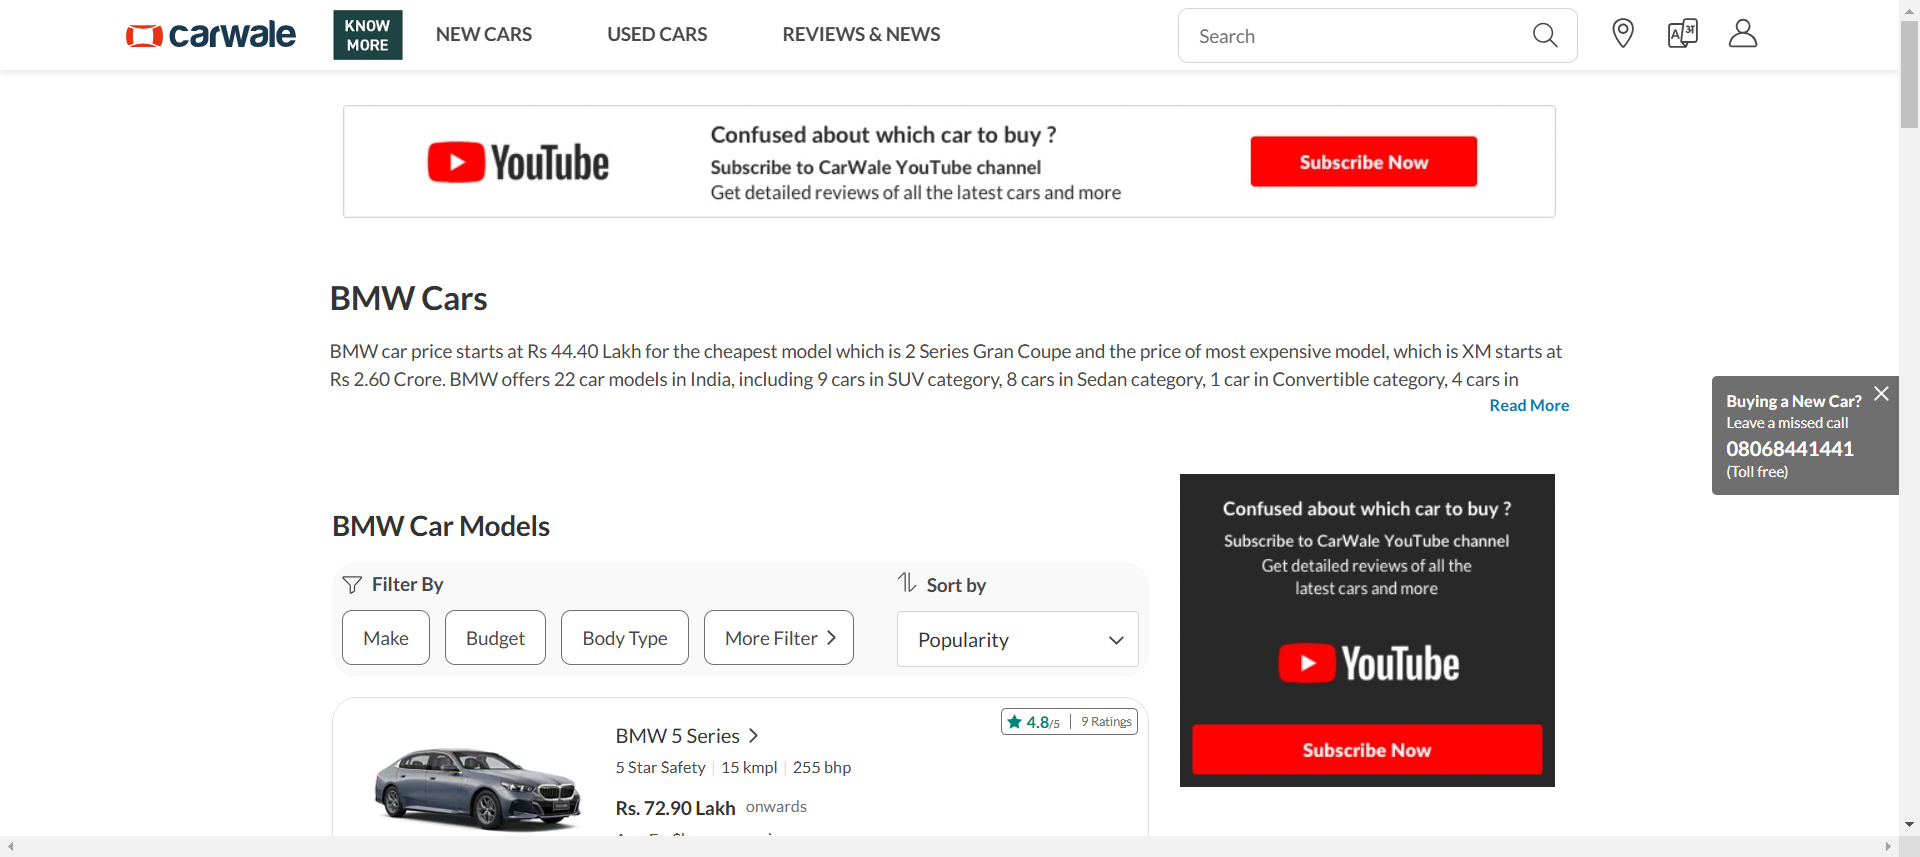 carwale
KNOW
MORE
NEW CARS
USED CARS
REVIEWS & NEWS
Search
YouTube
Confused about which car to buy ?
Subscribe to CarWale YouTube channel
Get detailed reviews of all the latest cars and more
Subscribe Now
BMW Cars
BMW car price starts at Rs 44.40 Lakh for the cheapest model which is 2 Series Gran Coupe and the price of most expensive model, which is XM starts at
Rs 2.60 Crore. BMW offers 22 car models in India, including 9 cars in SUV category, 8 cars in Sedan category, 1 car in Convertible category, 4 cars in
Read More
Buying a New Car?
Leave a missed call
08068441441
(Toll free)
BMW Car Models
Filter By
Make
Budget
Body Type
More Filter
Sort by
Popularity
Confused about which car to buy ?
Subscribe to CarWale YouTube channel
Get detailed reviews of all the
latest cars and more
YouTube
Subscribe Now
BMW 5 Series
4.8/5 | 9 Ratings
5 Star Safety | 15 kmpl | 255 bhp
Rs. 72.90 Lakh onwards